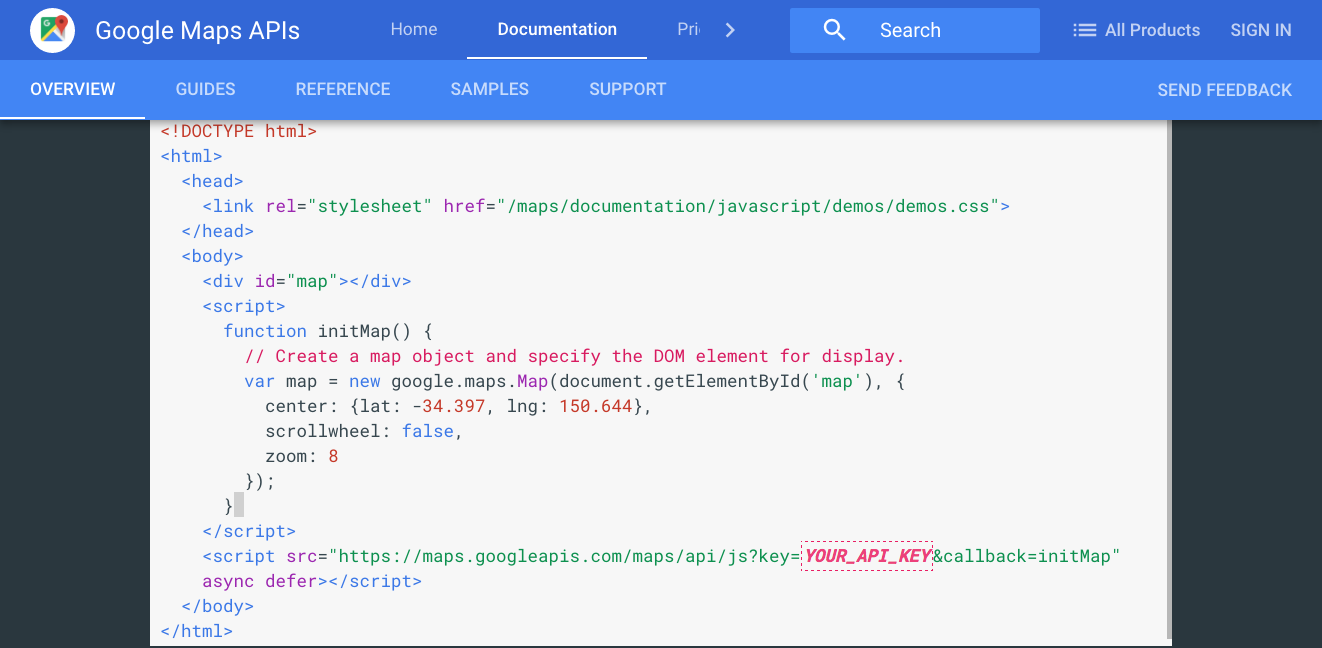 Google Maps APIs Home Documentation Pri Search All Products SIGN IN
OVERVIEW GUIDES REFERENCE SAMPLES SUPPORT SEND FEEDBACK
<!DOCTYPE html>
<html>
  <head>
    <link rel="stylesheet" href="/maps/documentation/javascript/demos/demos.css">
  </head>
  <body>
    <div id="map"></div>
    <script>
      function initMap() {
        // Create a map object and specify the DOM element for display.
        var map = new google.maps.Map(document.getElementById('map'), {
          center: {lat: -34.397, lng: 150.644},
          scrollwheel: false,
          zoom: 8
        });
      }
    </script>
    <script src="https://maps.googleapis.com/maps/api/js?key=YOUR_API_KEY&callback=initMap"
    async defer></script>
  </body>
</html>